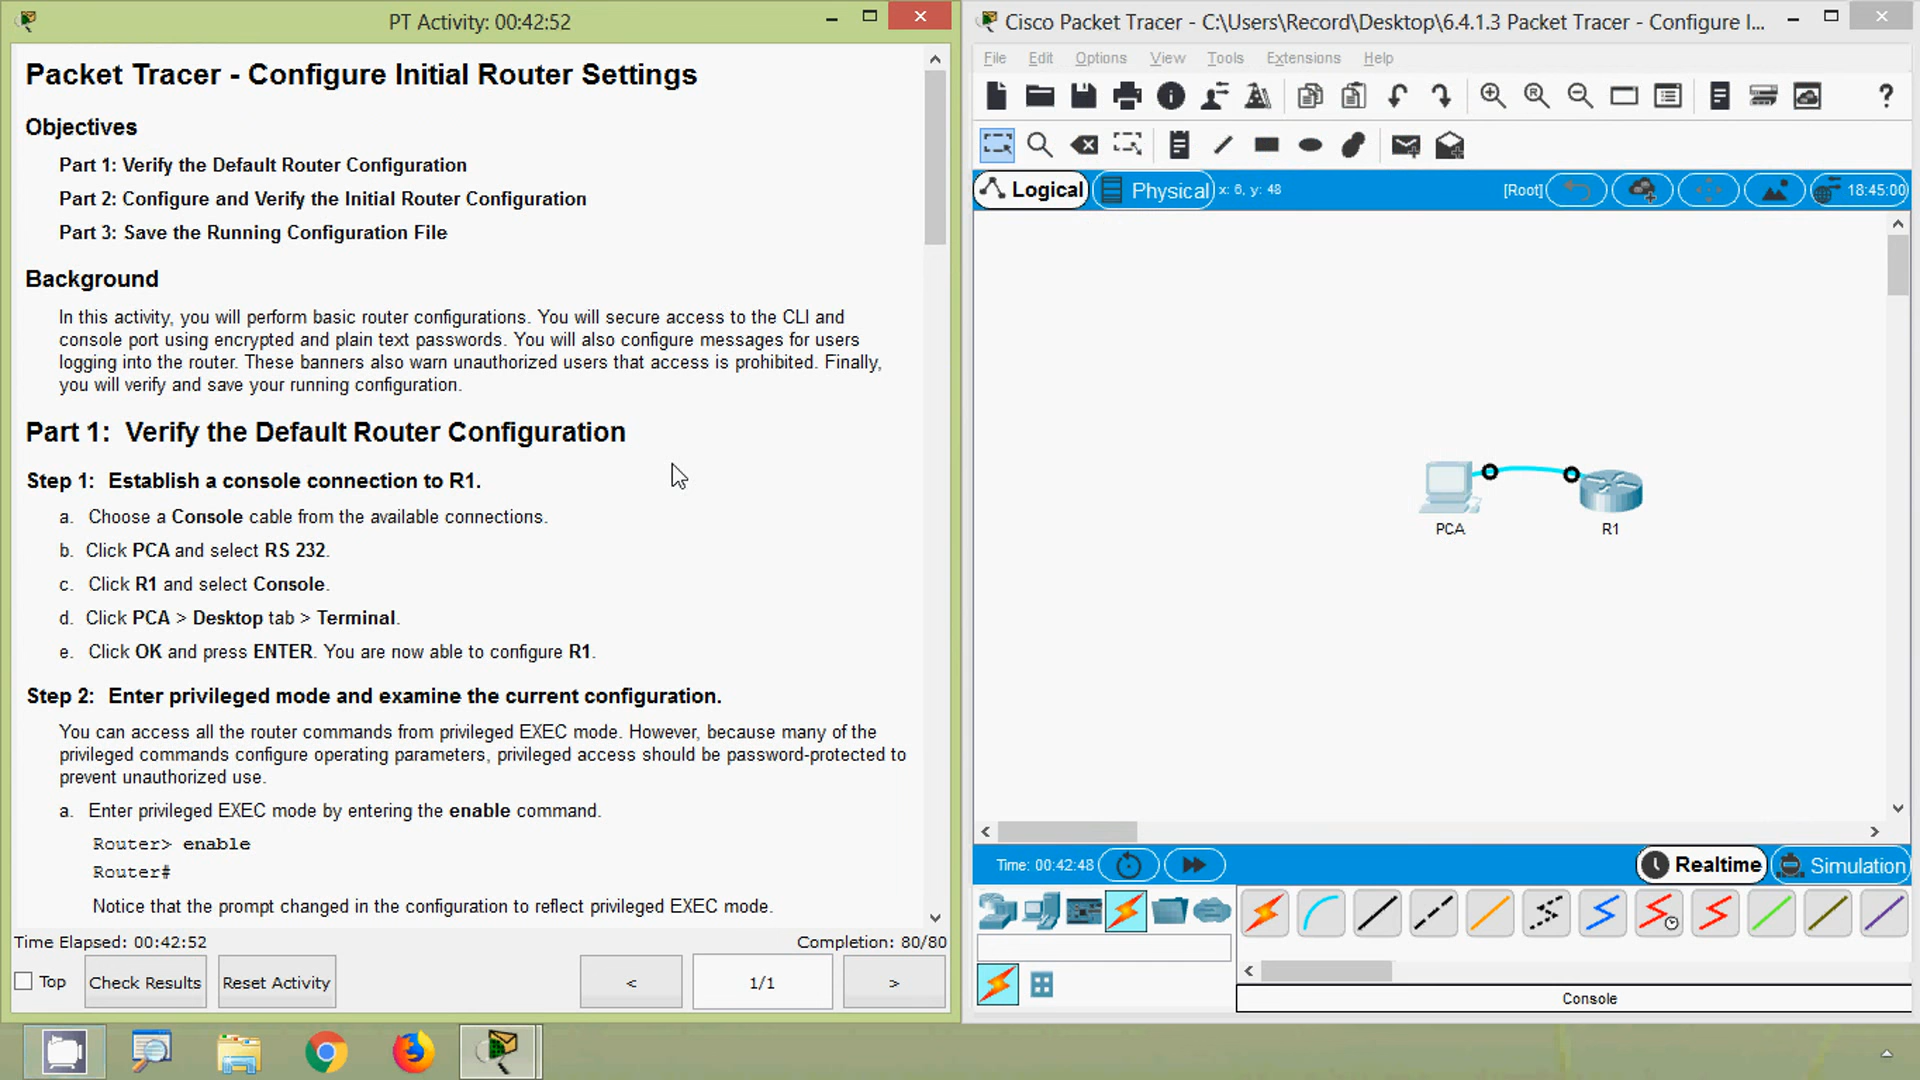 PT Activity: 00:42:52
Packet Tracer - Configure Initial Router Settings
Objectives
Part 1: Verify the Default Router Configuration
Part 2: Configure and Verify the Initial Router Configuration
Part 3: Save the Running Configuration File
Background
In this activity, you will perform basic router configurations. You will secure access to the CLI and
console port using encrypted and plain text passwords. You will also configure messages for users
logging into the router. These banners also warn unauthorized users that access is prohibited. Finally,
you will verify and save your running configuration.
Part 1: Verify the Default Router Configuration
Step 1: Establish a console connection to R1.
a. Choose a Console cable from the available connections.
b. Click PCA and select RS 232.
c. Click R1 and select Console.
d. Click PCA > Desktop tab > Terminal.
e. Click OK and press ENTER. You are now able to configure R1.
Step 2: Enter privileged mode and examine the current configuration.
You can access all the router commands from privileged EXEC mode. However, because many of the
privileged commands configure operating parameters, privileged access should be password-protected to
prevent unauthorized use.
a. Enter privileged EXEC mode by entering the enable command.
Router> enable
Router#
Notice that the prompt changed in the configuration to reflect privileged EXEC mode.
Time Elapsed: 00:42:52
Completion: 80/80
Top
Check Results
Reset Activity
<
1/1
>
Cisco Packet Tracer - C:\Users\Record\Desktop\6.4.1.3 Packet Tracer - Configure I...
File Edit Options View Tools Extensions Help
Logical
Physical
x: 6, y: 48
[Root]
18:45:00
PCA
R1
Time: 00:42:48
Realtime
Simulation
Console